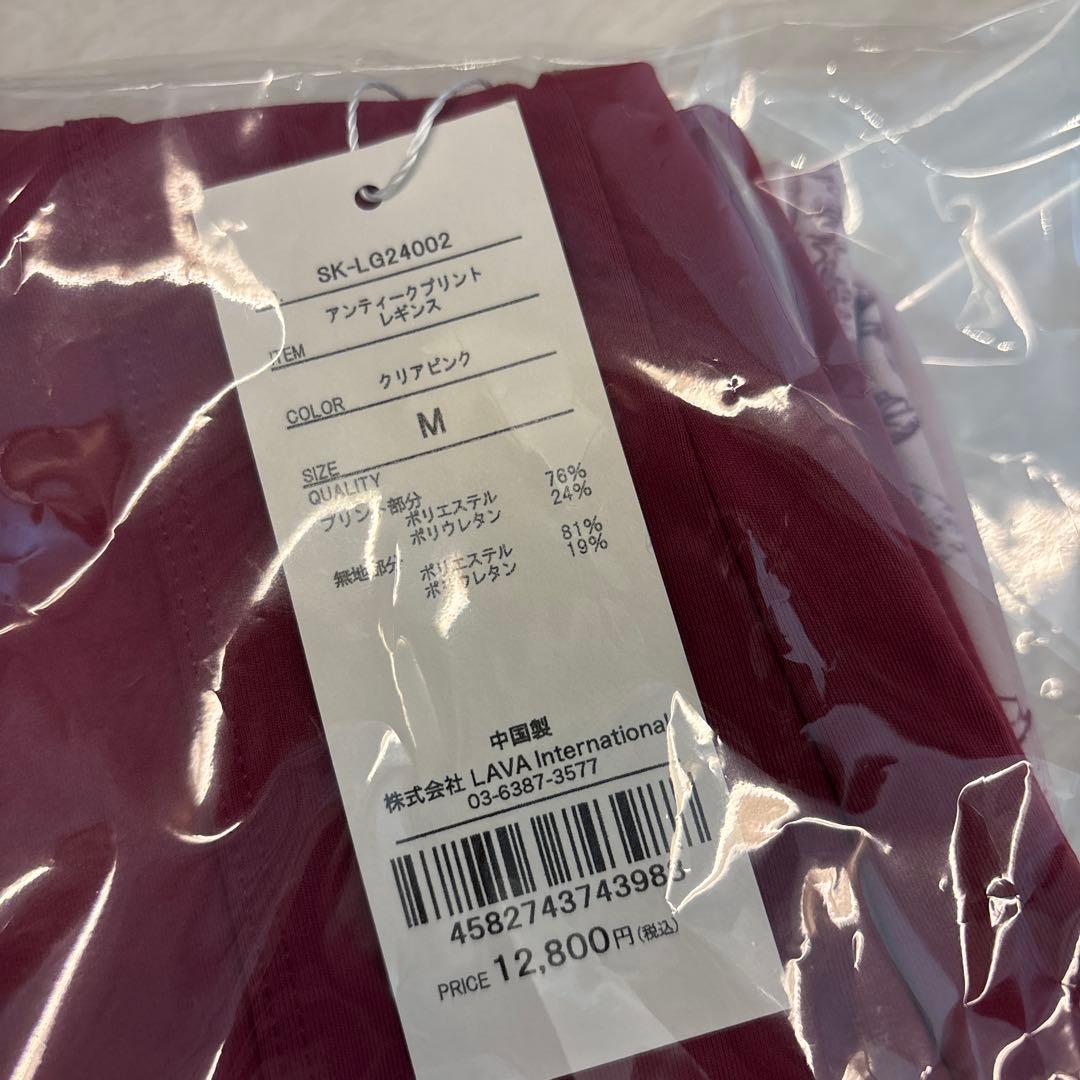 SK-LG24002
アンティークプリント
レギンス
ITEM
クリアピンク
COLOR
M
SIZE
QUALITY
プリント部分
ポリエステル 76%
ポリウレタン 24%
無地部分 ポリエステル 81%
ポリウレタン 19%
中国製
株式会社 LAVA International
03-6387-3577
4582743743983
PRICE 12,800円(税込)